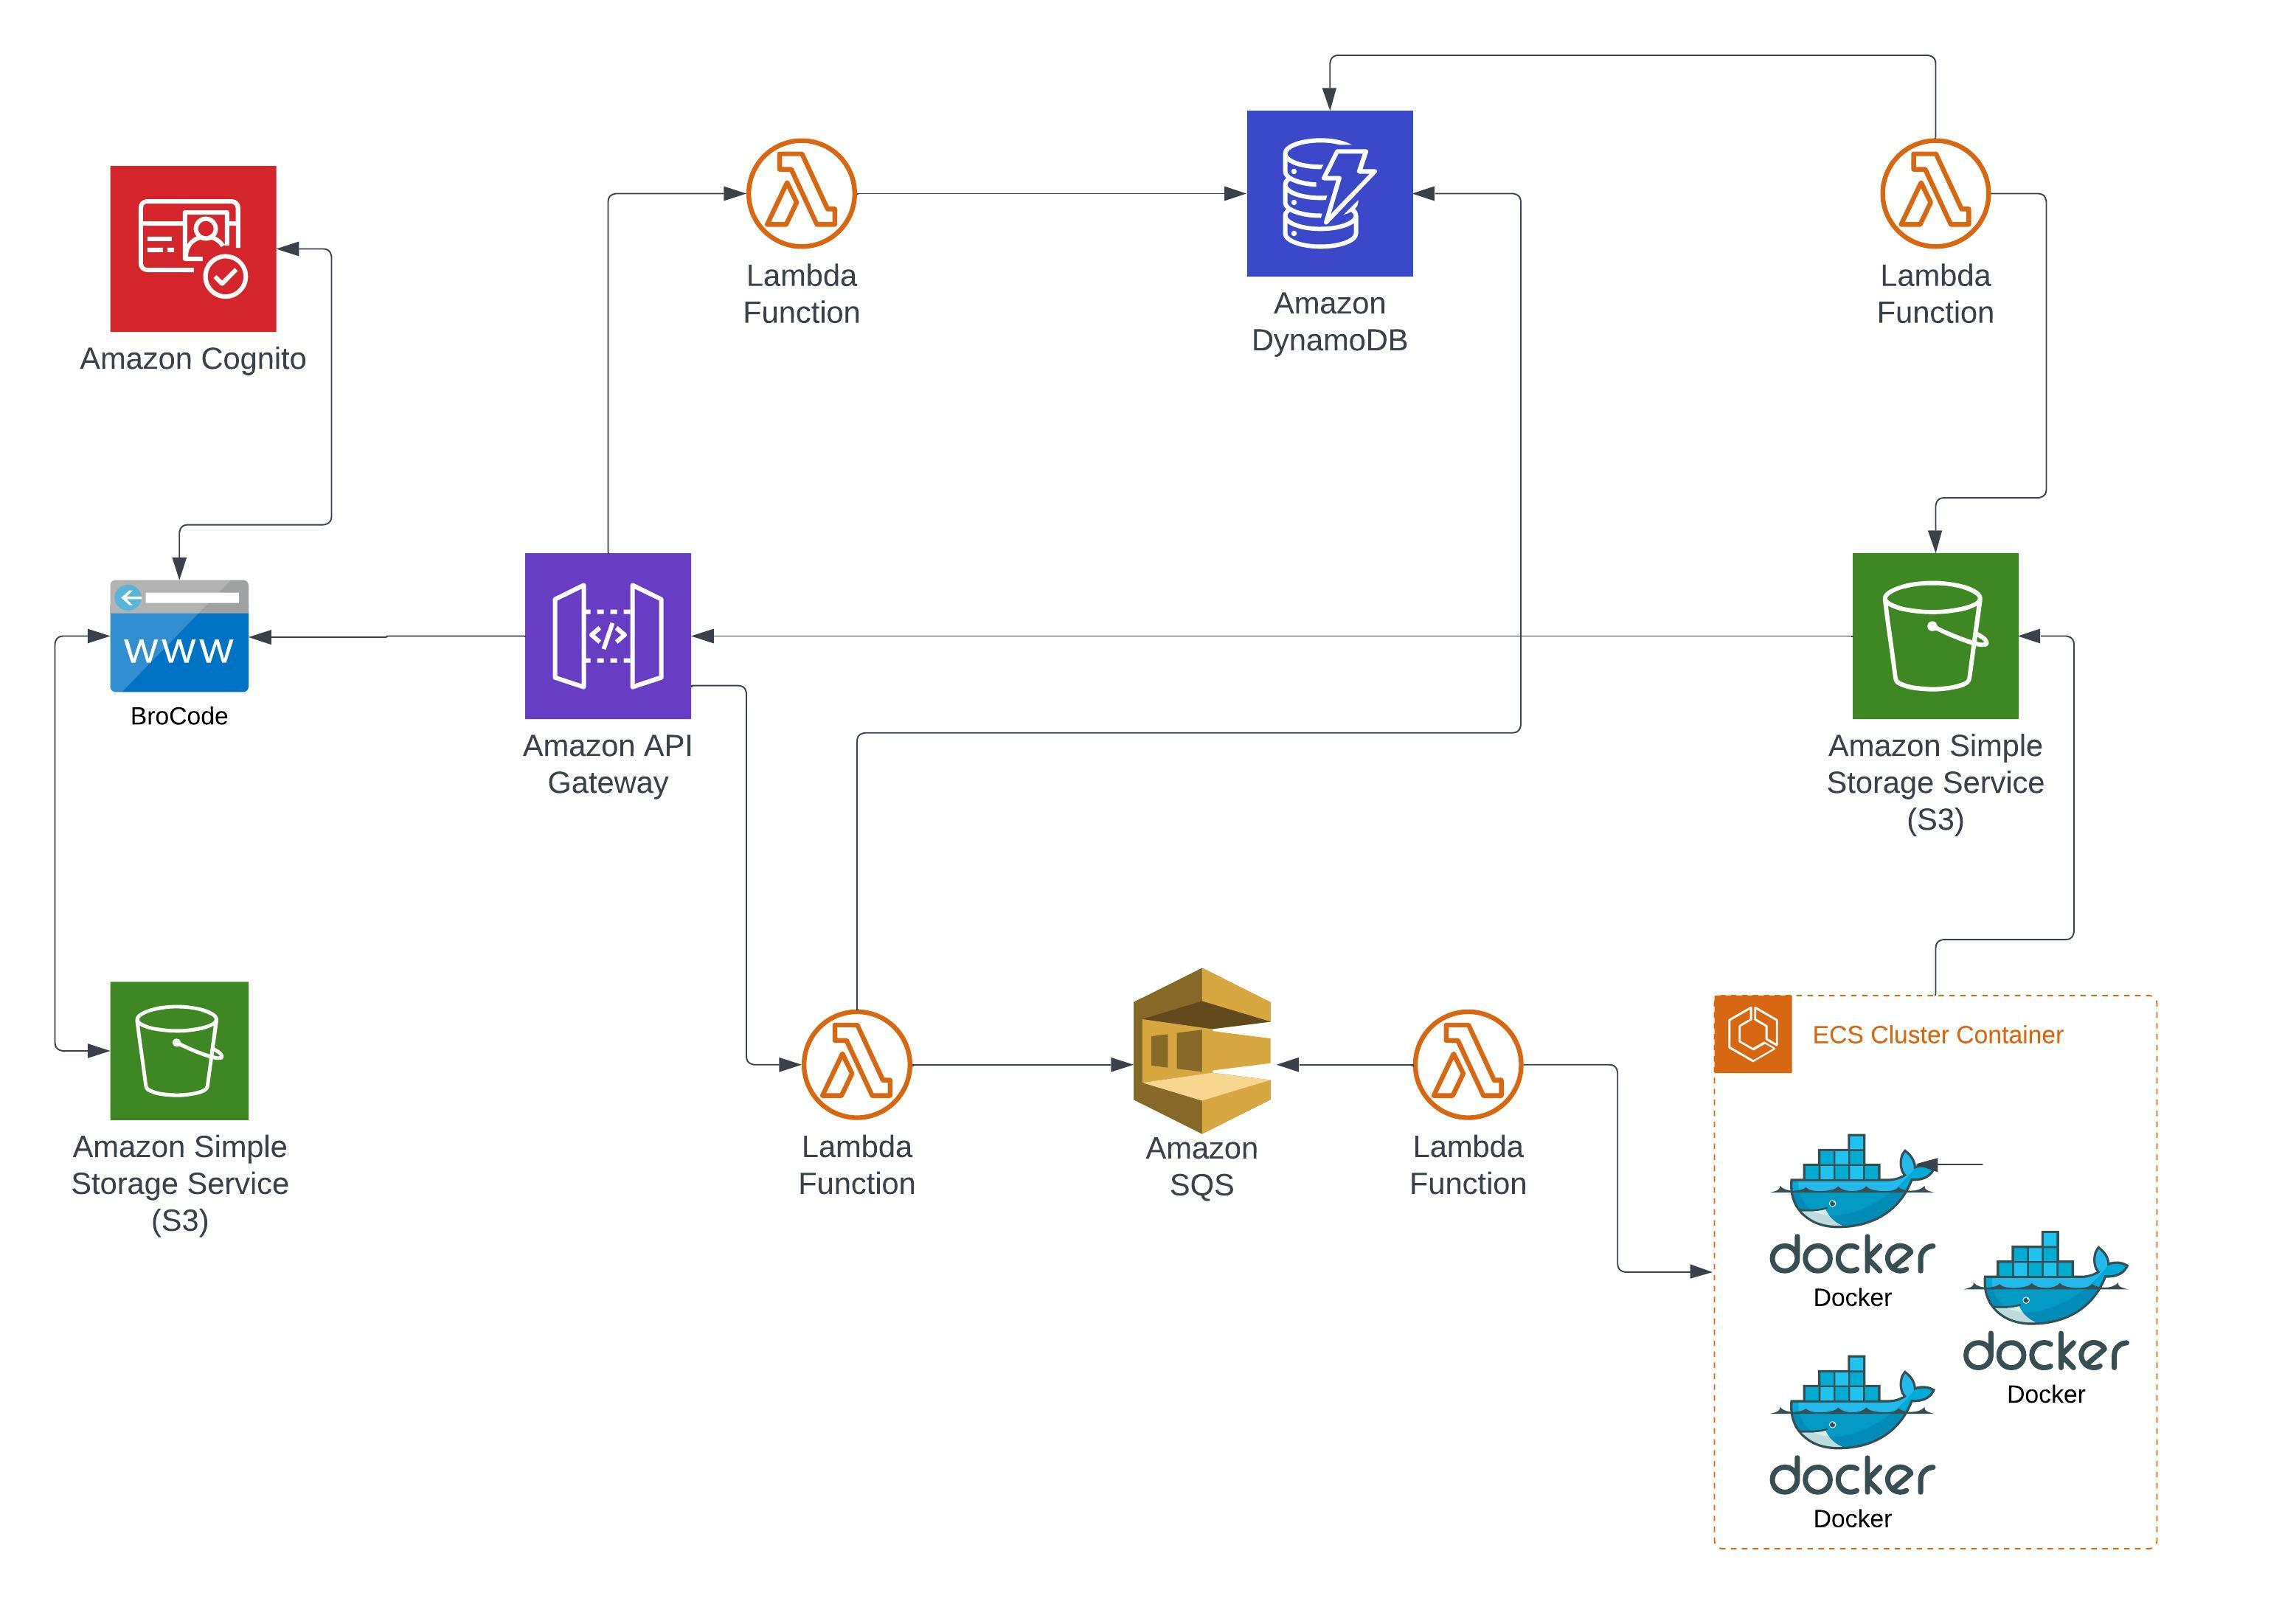 Amazon Cognito
Lambda
Function
Amazon
DynamoDB
Lambda
Function
WWW
BroCode
</>
Amazon API
Gateway
Amazon Simple
Storage Service
(S3)
Amazon Simple
Storage Service
(S3)
Lambda
Function
Amazon
SQS
Lambda
Function
ECS Cluster Container
docker
Docker
docker
Docker
docker
Docker